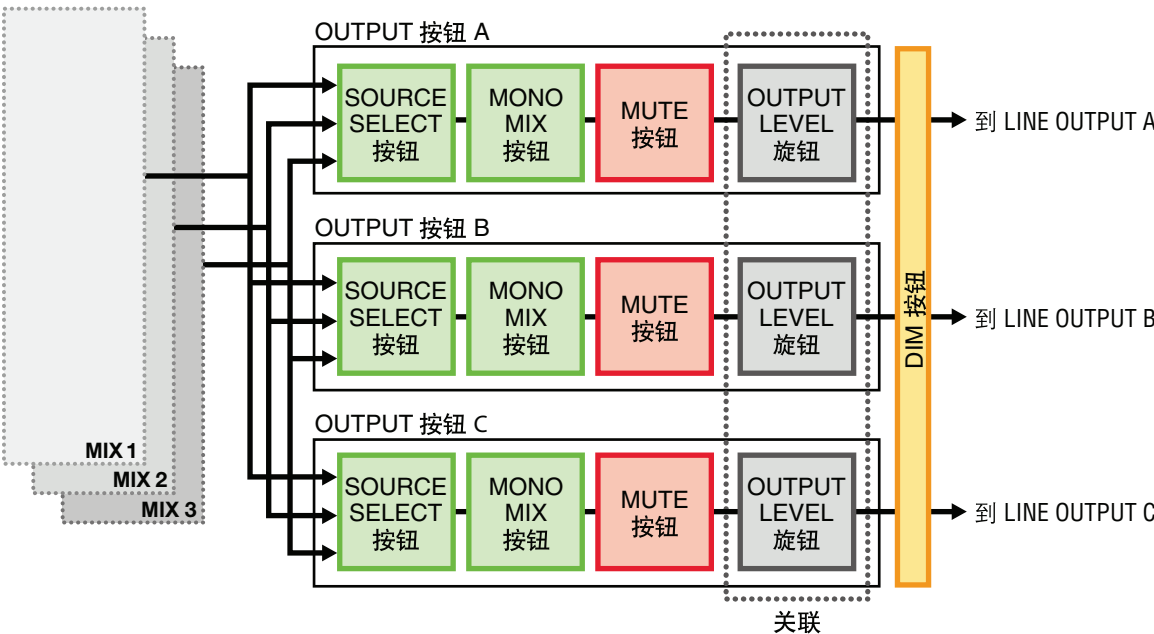 OUTPUT 按钮 A
SOURCE
SELECT
按钮
MONO
MIX
按钮
MUTE
按钮
OUTPUT
LEVEL
旋钮
到 LINE OUTPUT A
OUTPUT 按钮 B
SOURCE
SELECT
按钮
MONO
MIX
按钮
MUTE
按钮
OUTPUT
LEVEL
旋钮
DIM 按钮
到 LINE OUTPUT B
OUTPUT 按钮 C
SOURCE
SELECT
按钮
MONO
MIX
按钮
MUTE
按钮
OUTPUT
LEVEL
旋钮
到 LINE OUTPUT C
MIX 1
MIX 2
MIX 3
关联